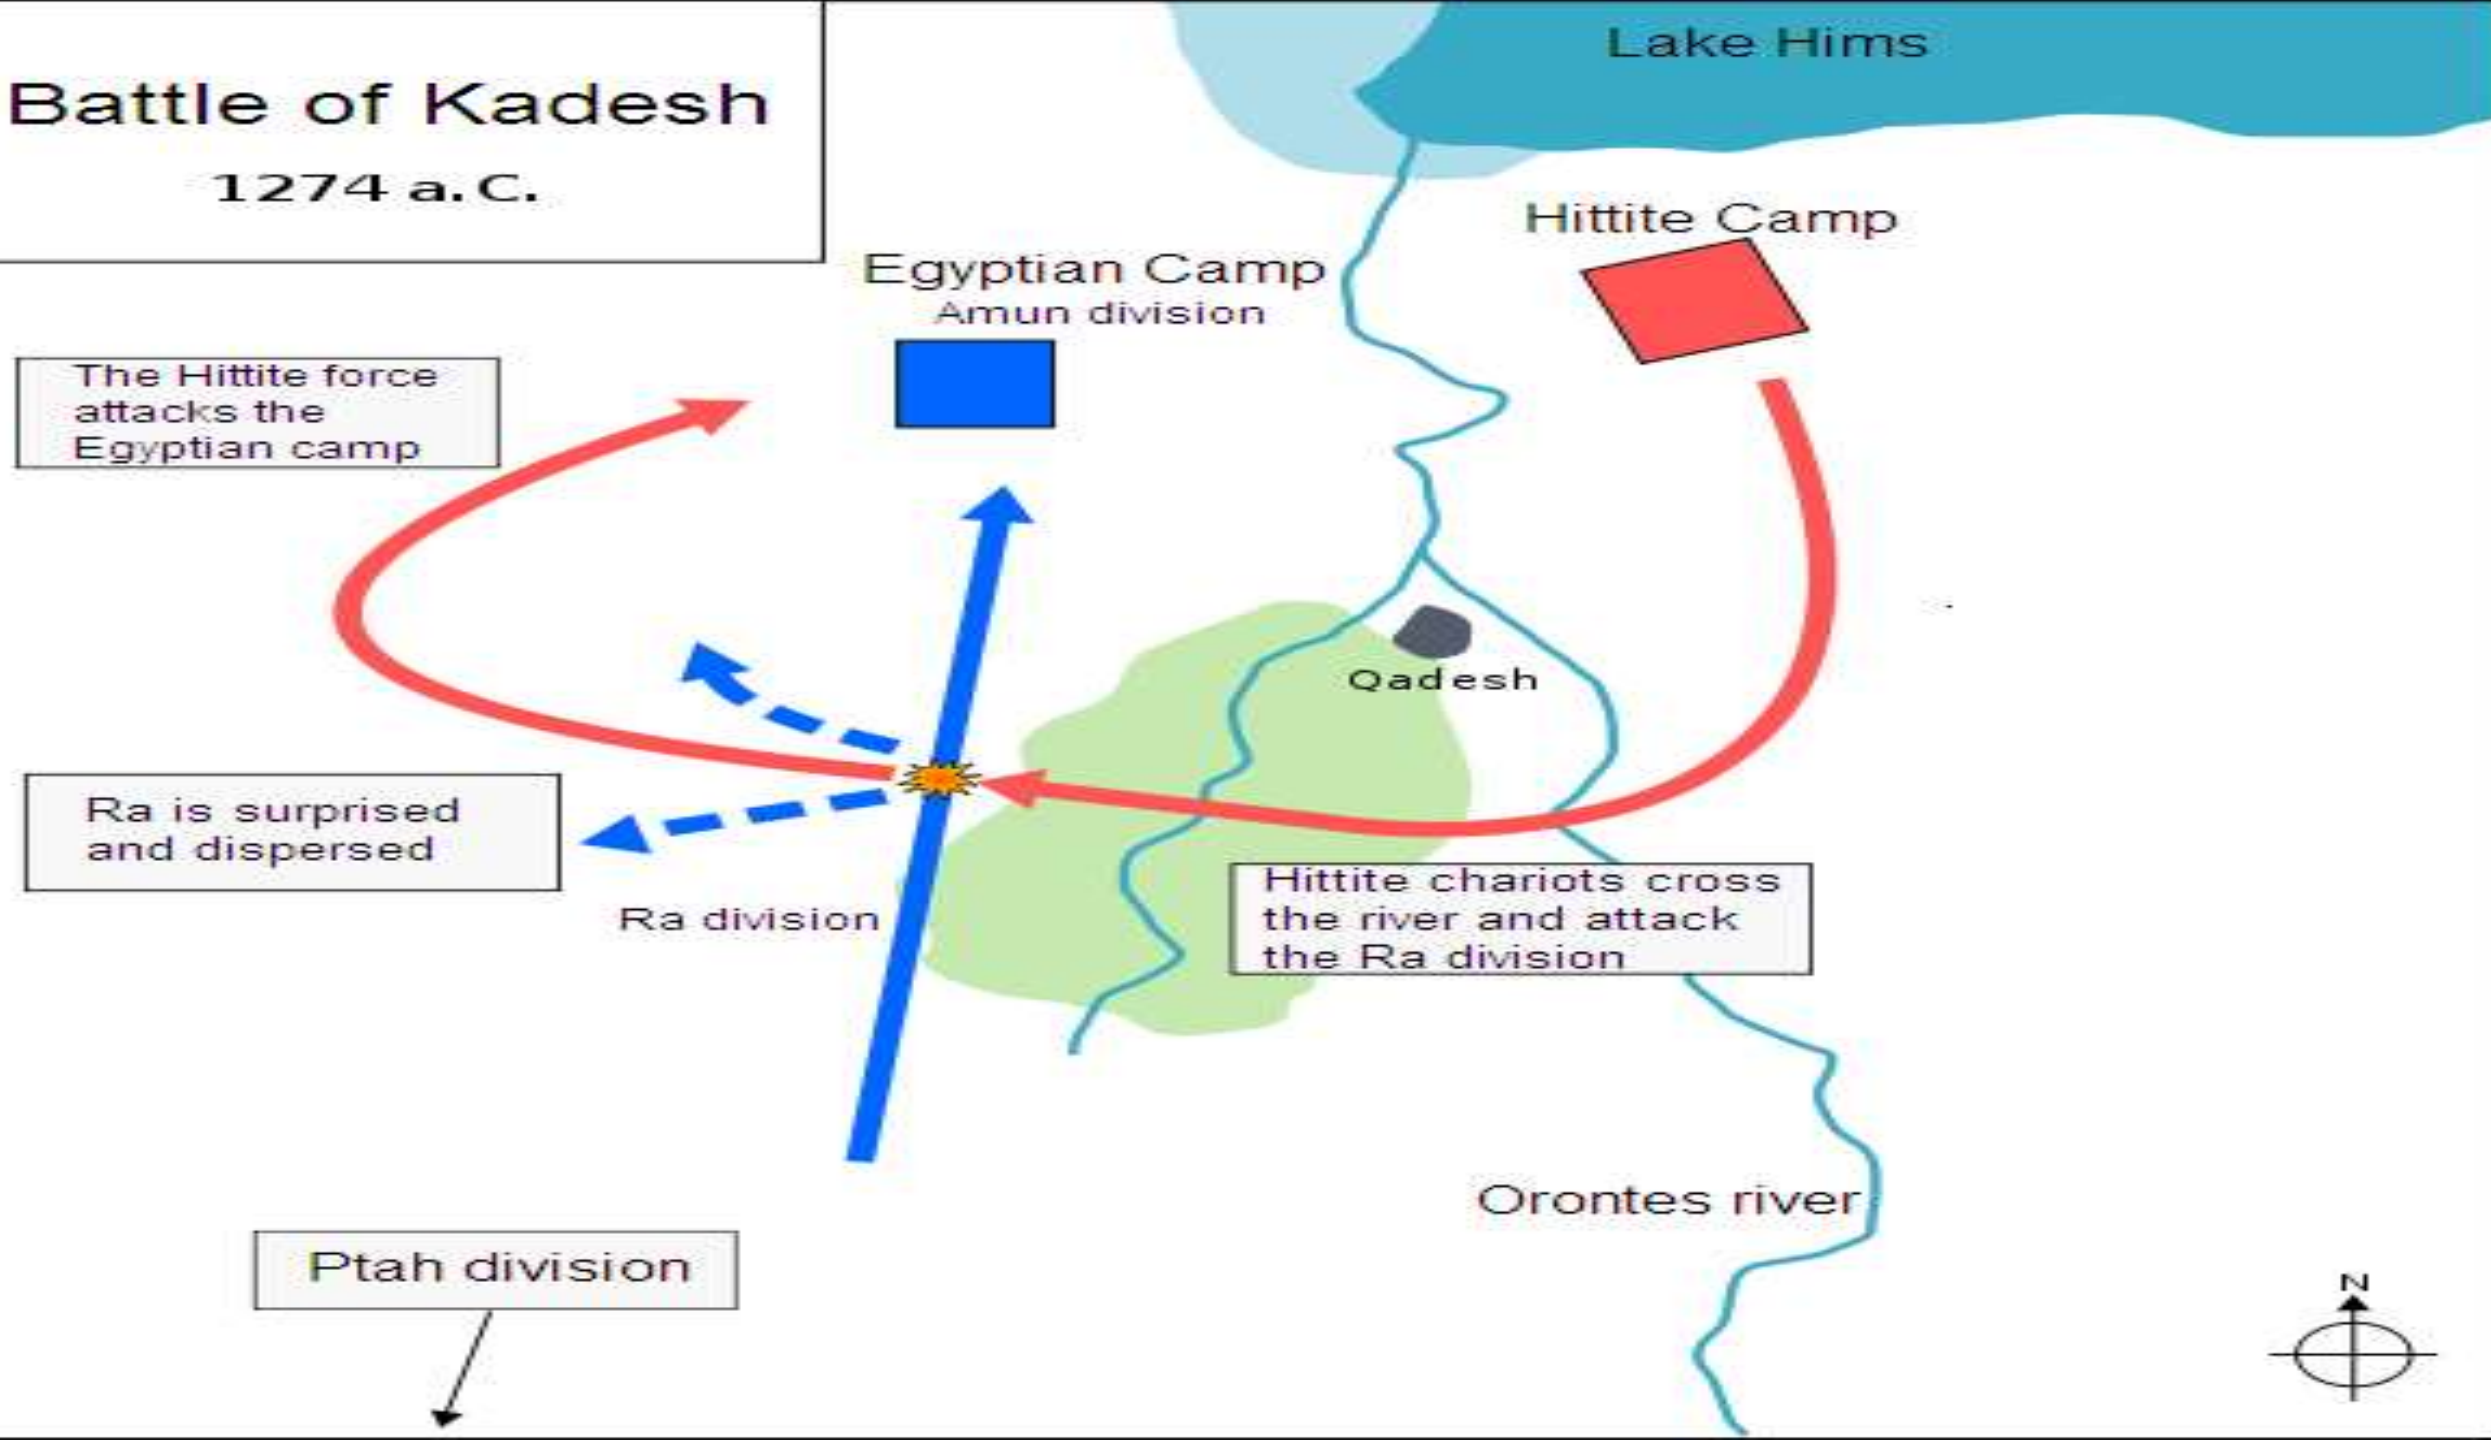 Battle of Kadesh
1274 a.C.
Lake Hims
Hittite Camp
Egyptian Camp
Amun division
The Hittite force
attacks the
Egyptian camp
Qadesh
Ra is surprised
and dispersed
Ra division
Hittite chariots cross
the river and attack
the Ra division
Orontes river
Ptah division
N